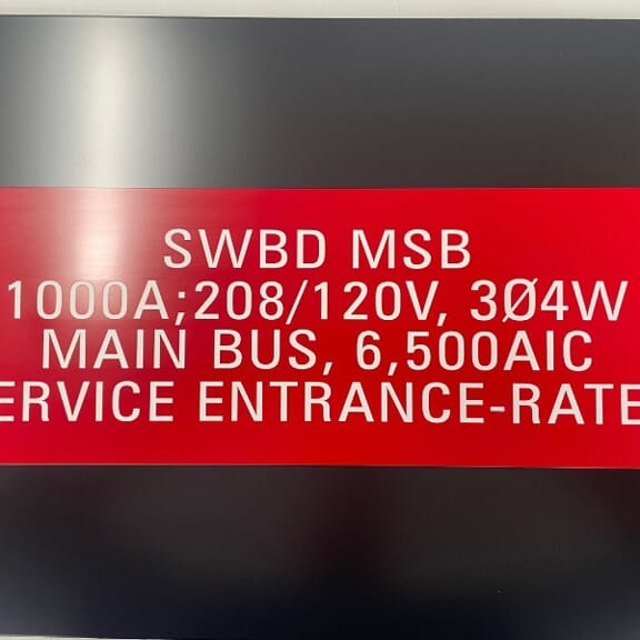 SWBD MSB
1000A;208/120V, 3Ø4W
MAIN BUS, 6,500AIC
ERVICE ENTRANCE-RATE